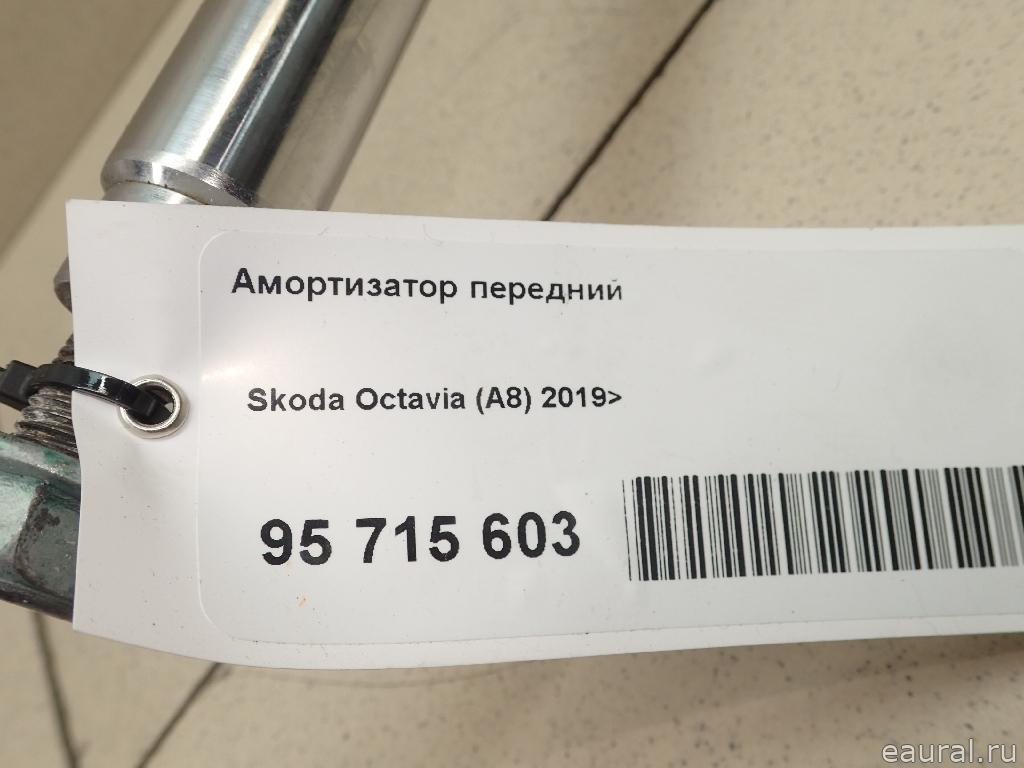 Амортизатор передний
Skoda Octavia (A8) 2019>
95 715 603
eaural.ru